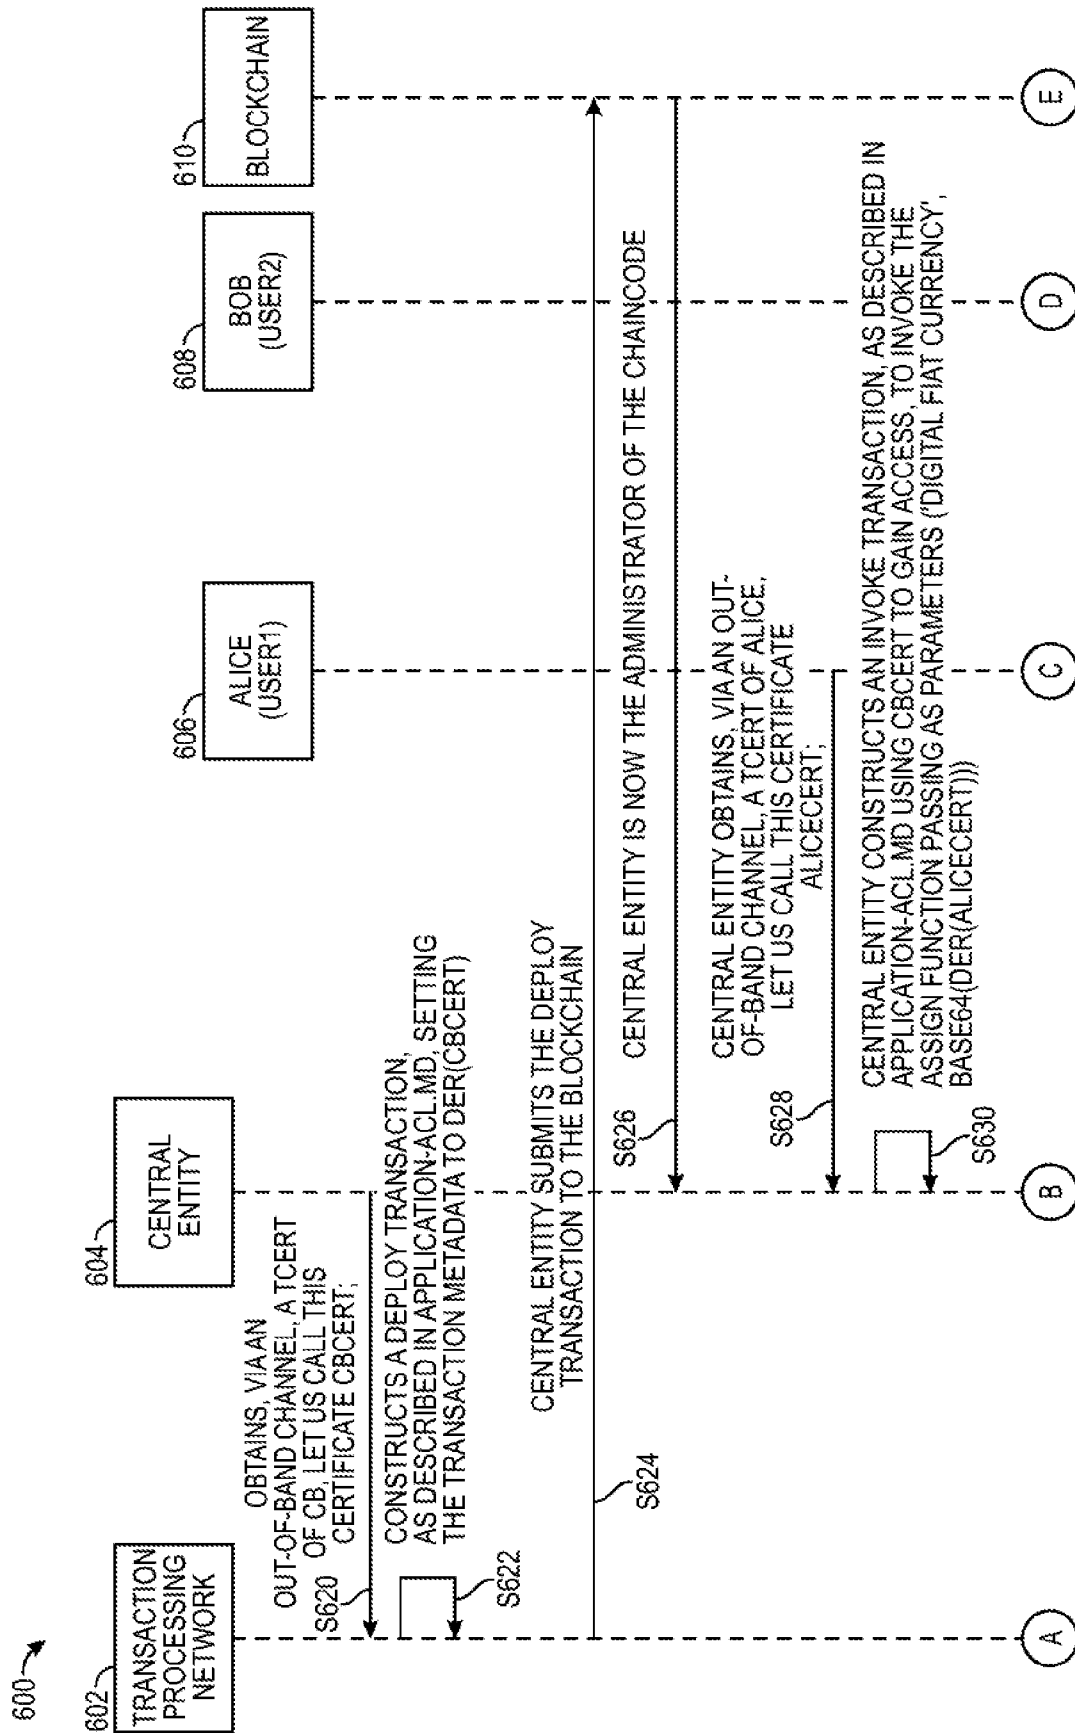 600
602
TRANSACTION
PROCESSING
NETWORK
604
CENTRAL
ENTITY
606
ALICE
(USER1)
608
BOB
(USER2)
610
BLOCKCHAIN
OBTAINS, VIA AN
OUT-OF-BAND CHANNEL, A TCERT
OF CB, LET US CALL THIS
CERTIFICATE CBCERT;
S620
CONSTRUCTS A DEPLOY TRANSACTION,
AS DESCRIBED IN APPLICATION-ACL.MD, SETTING
THE TRANSACTION METADATA TO DER(CBCERT)
S622
CENTRAL ENTITY SUBMITS THE DEPLOY
TRANSACTION TO THE BLOCKCHAIN
S624
CENTRAL ENTITY IS NOW THE ADMINISTRATOR OF THE CHAINCODE
S626
CENTRAL ENTITY OBTAINS, VIA AN OUT-
OF-BAND CHANNEL, A TCERT OF ALICE,
LET US CALL THIS CERTIFICATE
ALICECERT;
S628
CENTRAL ENTITY CONSTRUCTS AN INVOKE TRANSACTION, AS DESCRIBED IN
APPLICATION-ACL.MD USING CBCERT TO GAIN ACCESS, TO INVOKE THE
ASSIGN FUNCTION PASSING AS PARAMETERS ('DIGITAL FIAT CURRENCY',
BASE64(DER(ALICECERT)))
S630
A
B
C
D
E